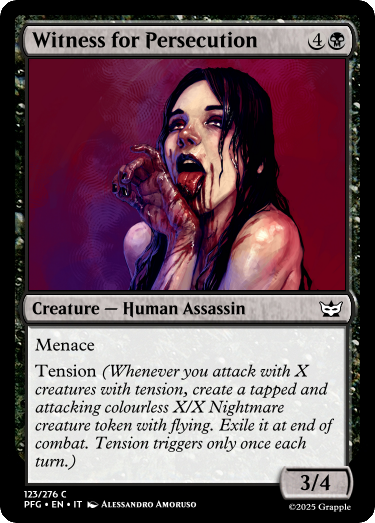 Witness for Persecution 4
Creature — Human Assassin
Menace
Tension (Whenever you attack with X
creatures with tension, create a tapped and
attacking colourless X/X Nightmare
creature token with flying. Exile it at end of
combat. Tension triggers only once each
turn.)
3/4
123/276 C
PFG • EN • IT Alessandro Amoruso
©2025 Grapple